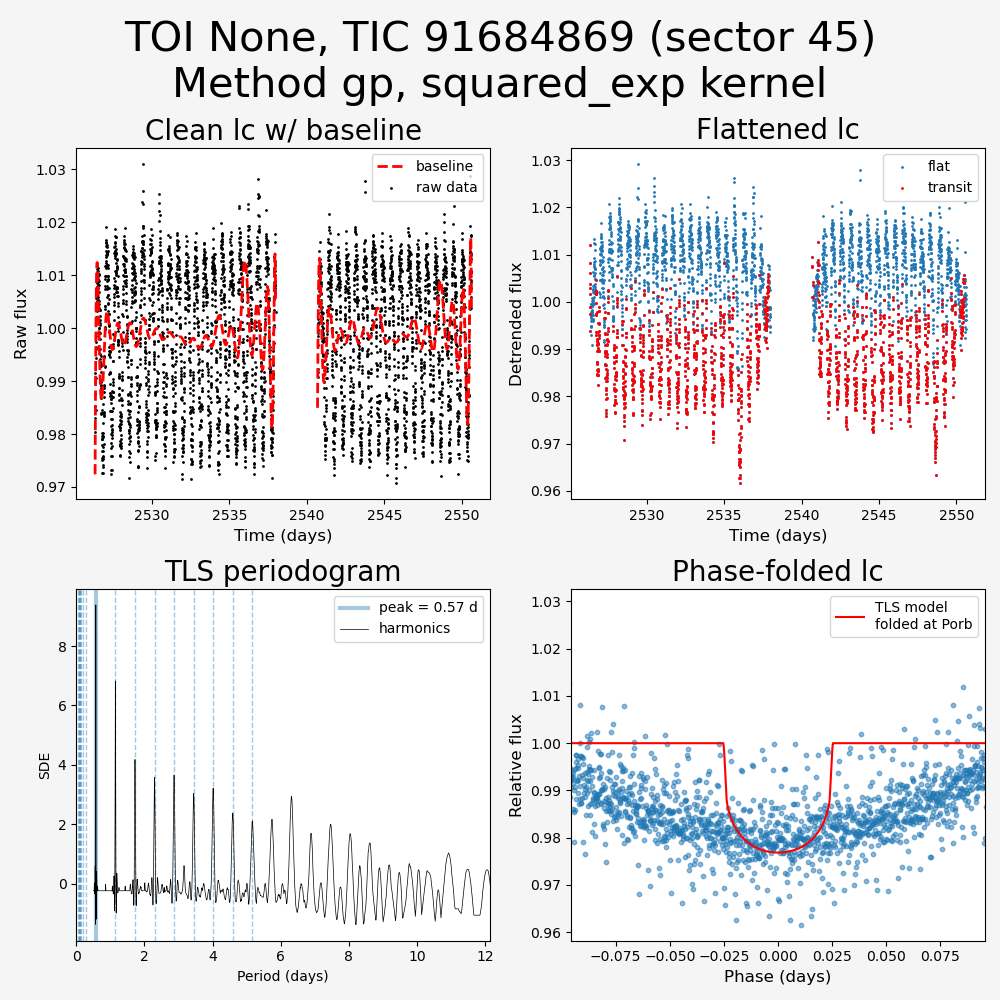 TOI None, TIC 91684869 (sector 45)
Method gp, squared_exp kernel
Clean lc w/ baseline
baseline
raw data
1.03
1.02
1.01
1.00
0.99
0.98
0.97
Raw flux
2530
2535
2540
2545
2550
Time (days)
Flattened lc
flat
transit
1.03
1.02
1.01
1.00
0.99
0.98
0.97
0.96
Detrended flux
2530
2535
2540
2545
2550
Time (days)
TLS periodogram
peak = 0.57 d
harmonics
8
6
4
2
0
SDE
0
2
4
6
8
10
12
Period (days)
Phase-folded lc
TLS model
folded at Porb
1.03
1.02
1.01
1.00
0.99
0.98
0.97
0.96
Relative flux
−0.075
−0.050
−0.025
0.000
0.025
0.050
0.075
Phase (days)